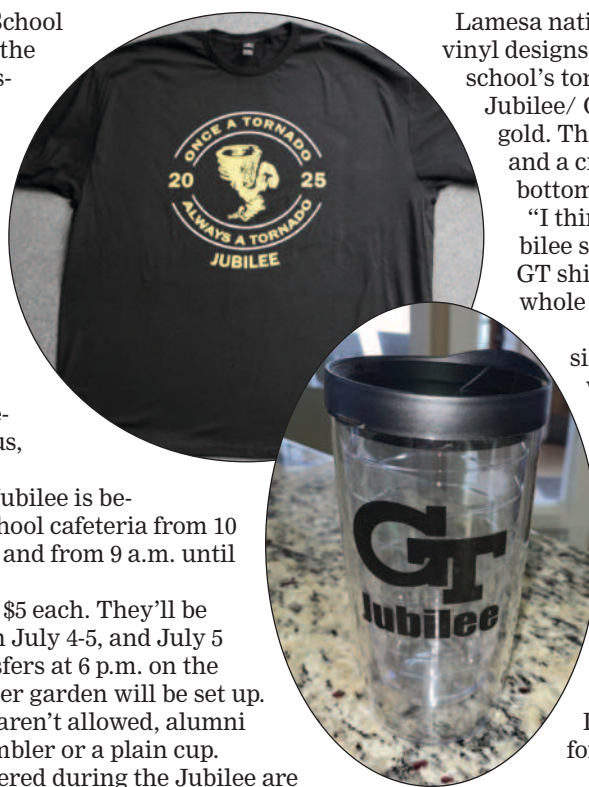 School
the
s-
e-
us,
Jubilee is be-
hool cafeteria from 10
and from 9 a.m. until
$5 each. They'll be
n July 4-5, and July 5
sfers at 6 p.m. on the
er garden will be set up.
aren't allowed, alumni
mbler or a plain cup.
ered during the Jubilee are
ONCE A TORNADO
20 25
ALWAYS A TORNADO
JUBILEE
GT
Jubilee
Lamesa nati
vinyl designs
school's tor
Jubilee/ G
gold. Th
and a cr
bottom
“I thin
bilee s
GT shi
whole
si
for